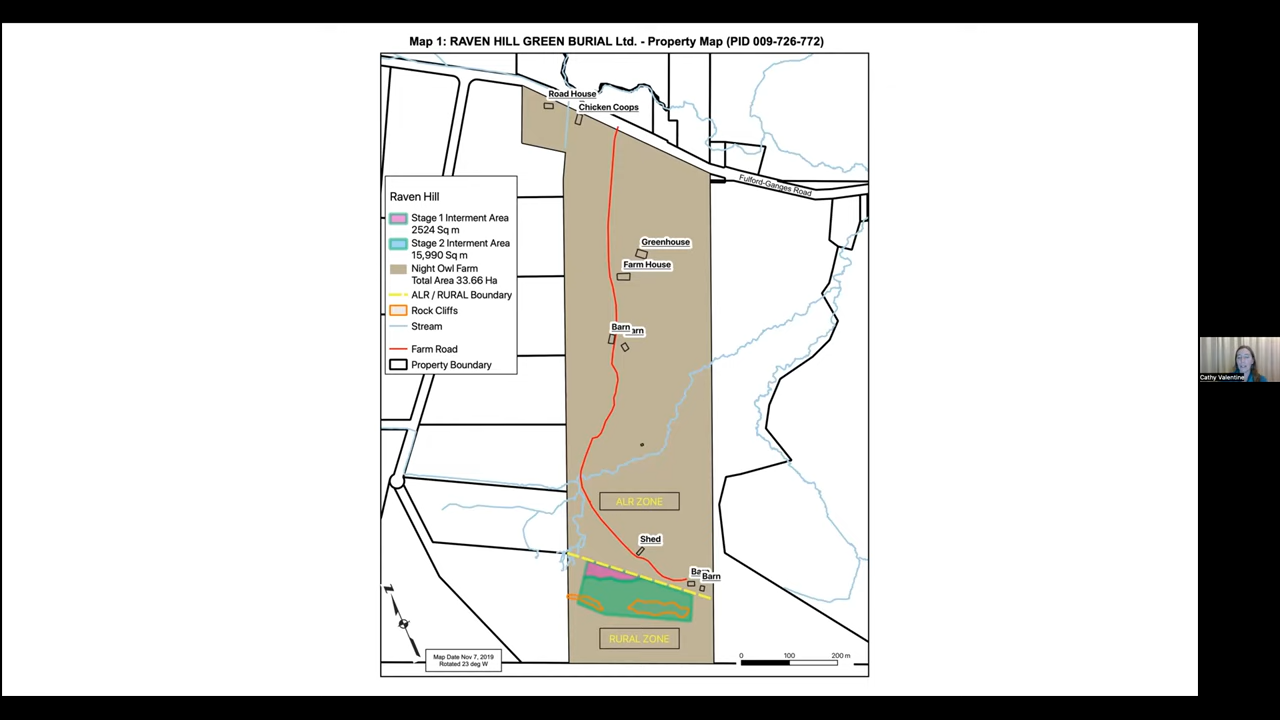 Map 1: RAVEN HILL GREEN BURIAL Ltd. - Property Map (PID 009-726-772)
Road House
Chicken Coops
Fulford-Ganges Road
Raven Hill
Stage 1 Interment Area
2524 Sq m
Stage 2 Interment Area
15,990 Sq m
Night Owl Farm
Total Area 33.66 Ha
ALR / RURAL Boundary
Rock Cliffs
Stream
Farm Road
Property Boundary
Greenhouse
Farm House
Barn
arn
Cathy Valentine
ALR ZONE
Shed
Ba
Barn
RURAL ZONE
N
Map Date Nov 7, 2019
Rotated 23 deg W
0 100 200 m